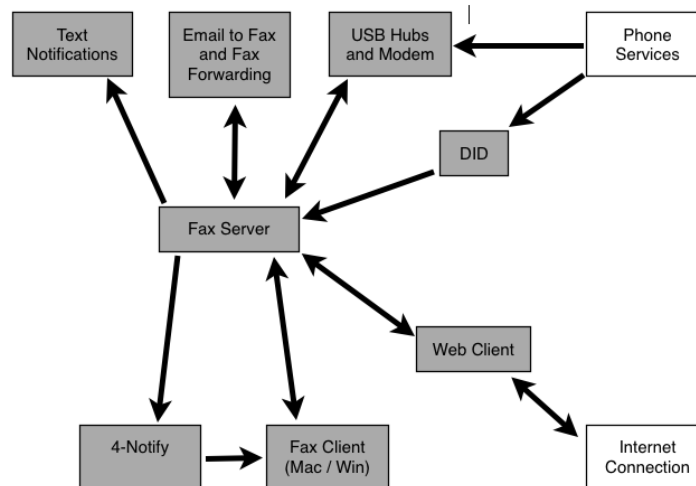 Text
Notifications
Email to Fax
and Fax
Forwarding
USB Hubs
and Modem
Phone
Services
DID
Fax Server
Web Client
4-Notify
Fax Client
(Mac / Win)
Internet
Connection